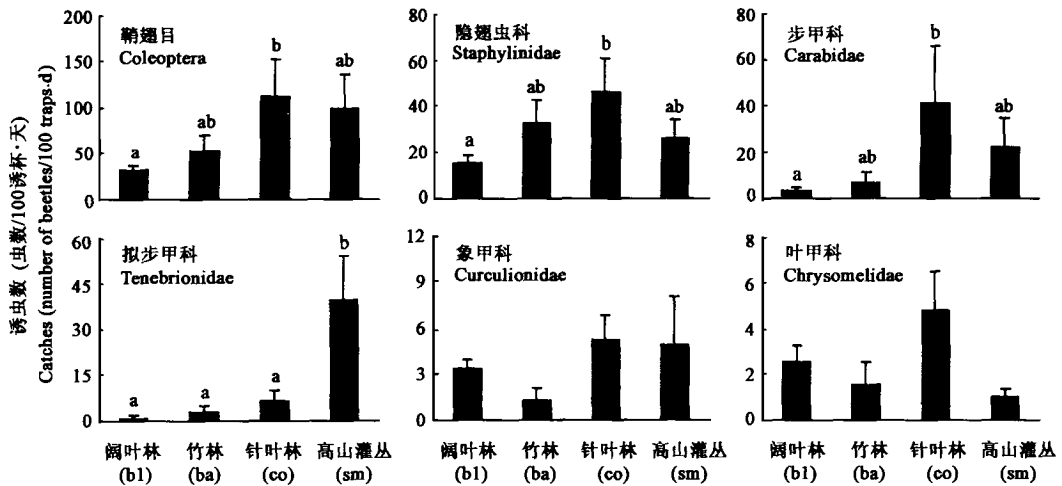 诱虫数 (虫数/100诱杯·天)
Catches (number of beetles/100 traps·d)
鞘翅目
Coleoptera
200
150
100
50
0
a
ab
b
ab
隐翅虫科
Staphylinidae
80
60
40
20
0
a
ab
b
ab
步甲科
Carabidae
80
60
40
20
0
a
ab
b
ab
拟步甲科
Tenebrionidae
60
45
30
15
0
a
a
a
b
阔叶林 竹林 针叶林 高山灌丛
(bl) (ba) (co) (sm)
象甲科
Curculionidae
12
9
6
3
0
阔叶林 竹林 针叶林 高山灌丛
(bl) (ba) (co) (sm)
叶甲科
Chrysomelidae
8
6
4
2
0
阔叶林 竹林 针叶林 高山灌丛
(bl) (ba) (co) (sm)